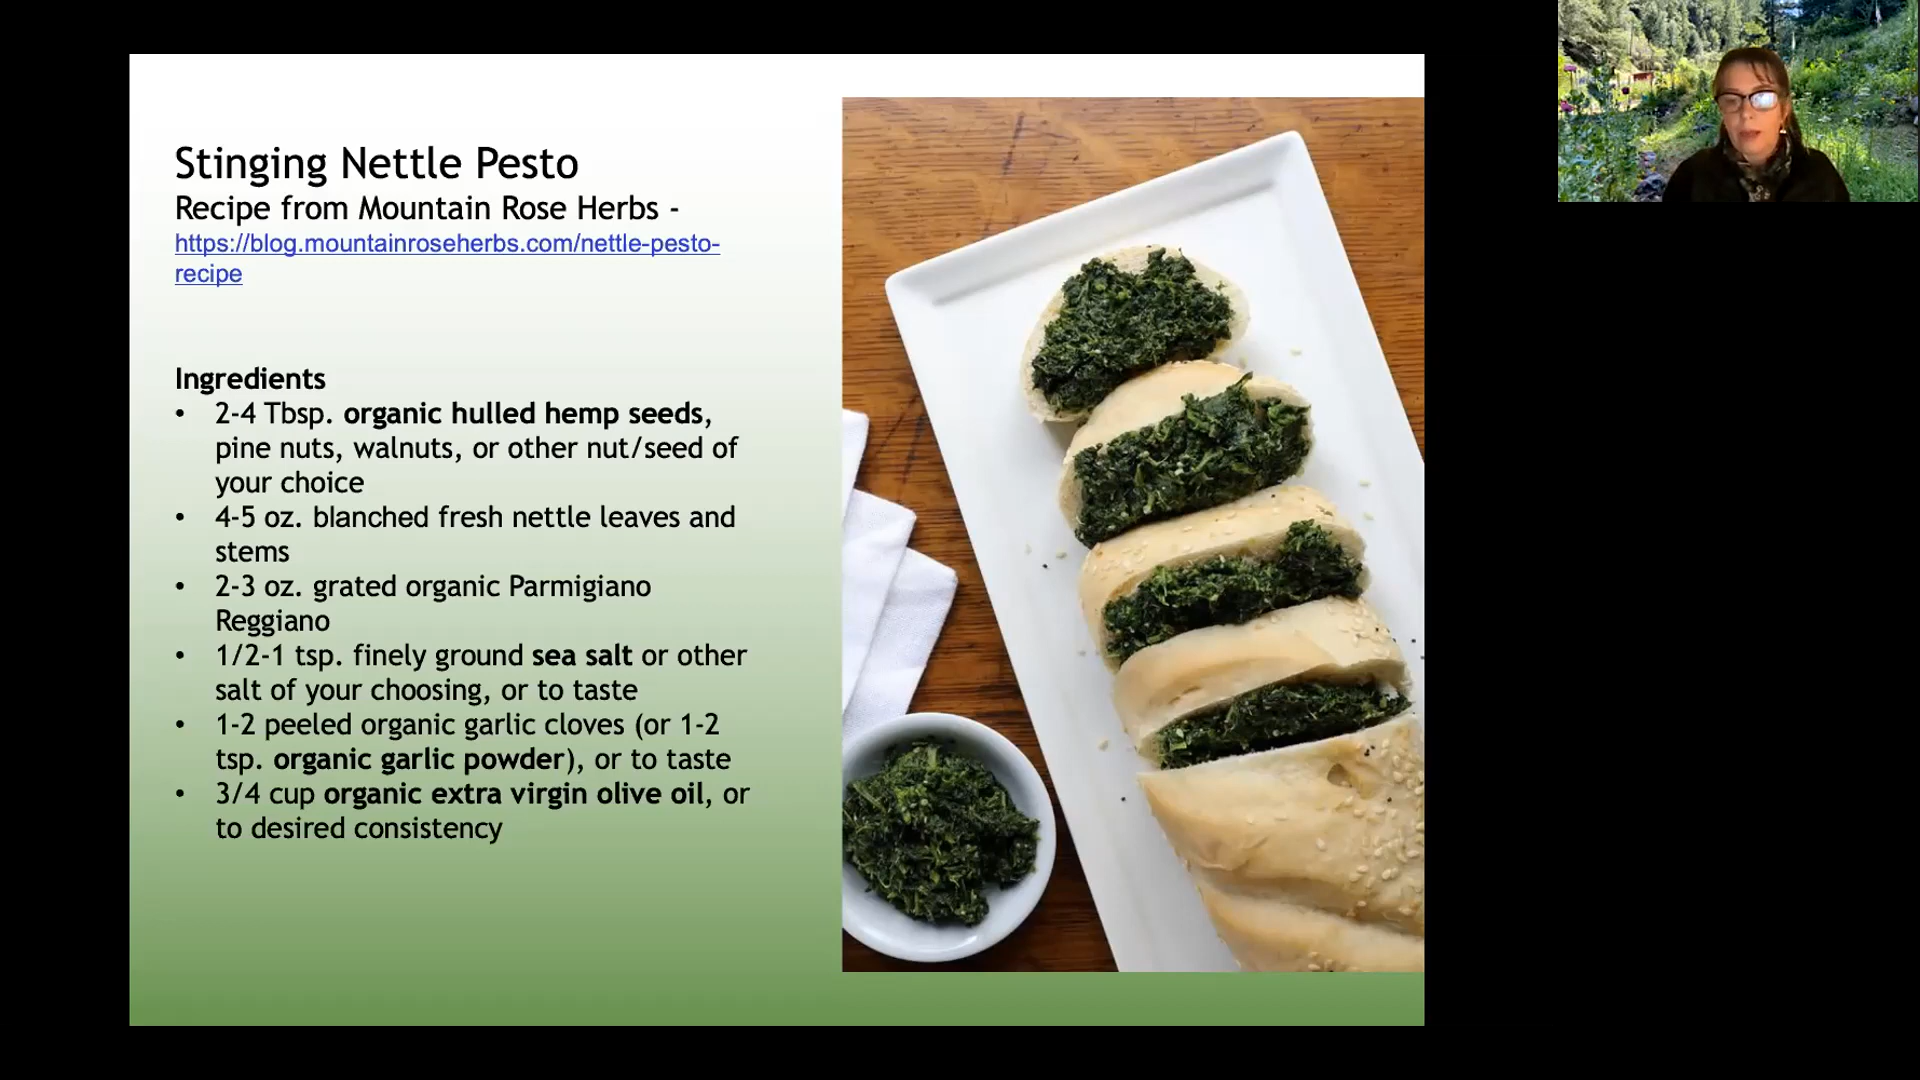 Stinging Nettle Pesto
Recipe from Mountain Rose Herbs -
https://blog.mountainroseherbs.com/nettle-pesto-
recipe
Ingredients
• 2-4 Tbsp. organic hulled hemp seeds,
pine nuts, walnuts, or other nut/seed of
your choice
• 4-5 oz. blanched fresh nettle leaves and
stems
• 2-3 oz. grated organic Parmigiano
Reggiano
• 1/2-1 tsp. finely ground sea salt or other
salt of your choosing, or to taste
• 1-2 peeled organic garlic cloves (or 1-2
tsp. organic garlic powder), or to taste
• 3/4 cup organic extra virgin olive oil, or
to desired consistency